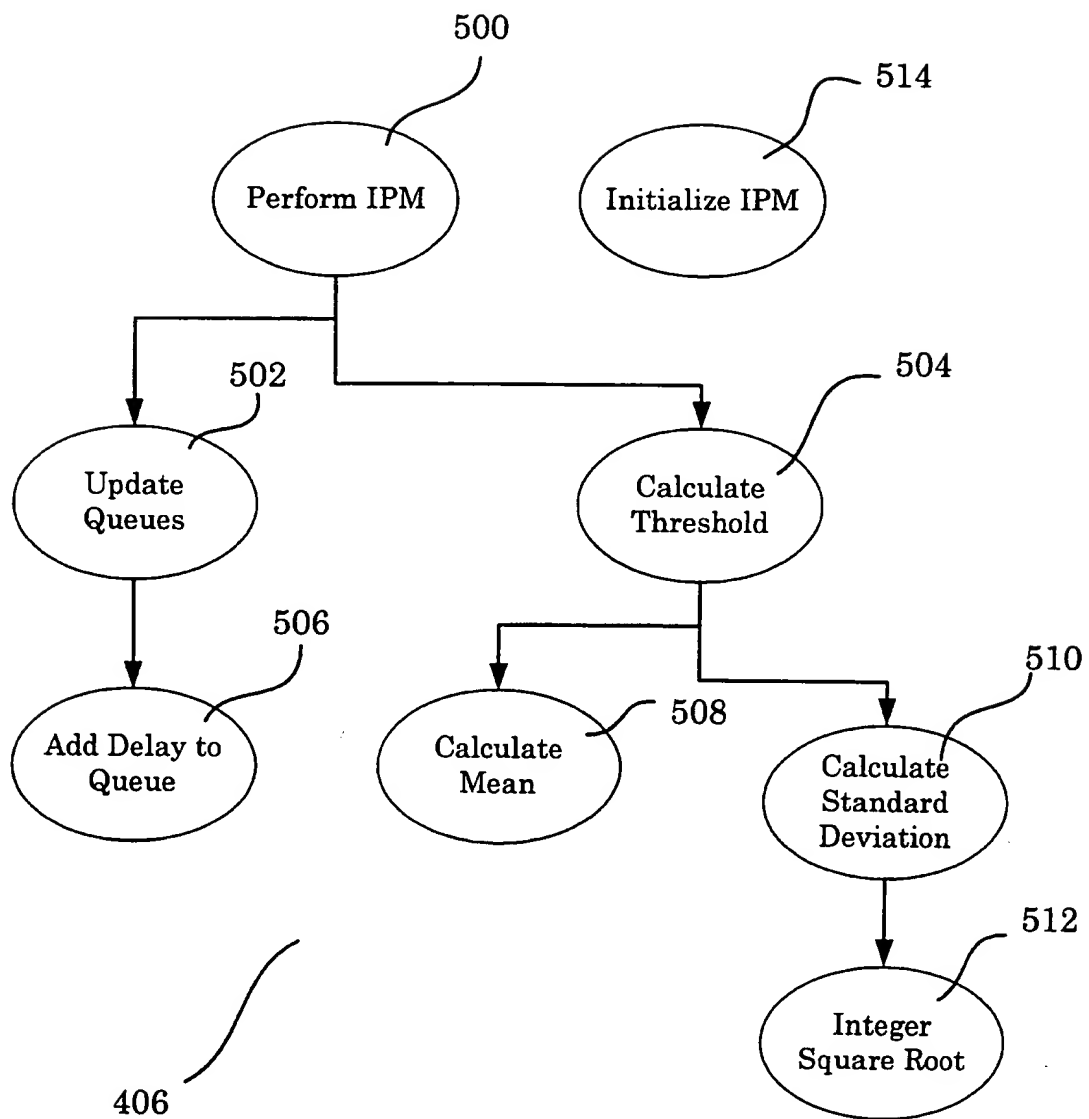 500
514
Perform IPM
Initialize IPM
502
504
Update
Queues
Calculate
Threshold
506
510
508
Add Delay to
Queue
Calculate
Mean
Calculate
Standard
Deviation
512
Integer
Square Root
406